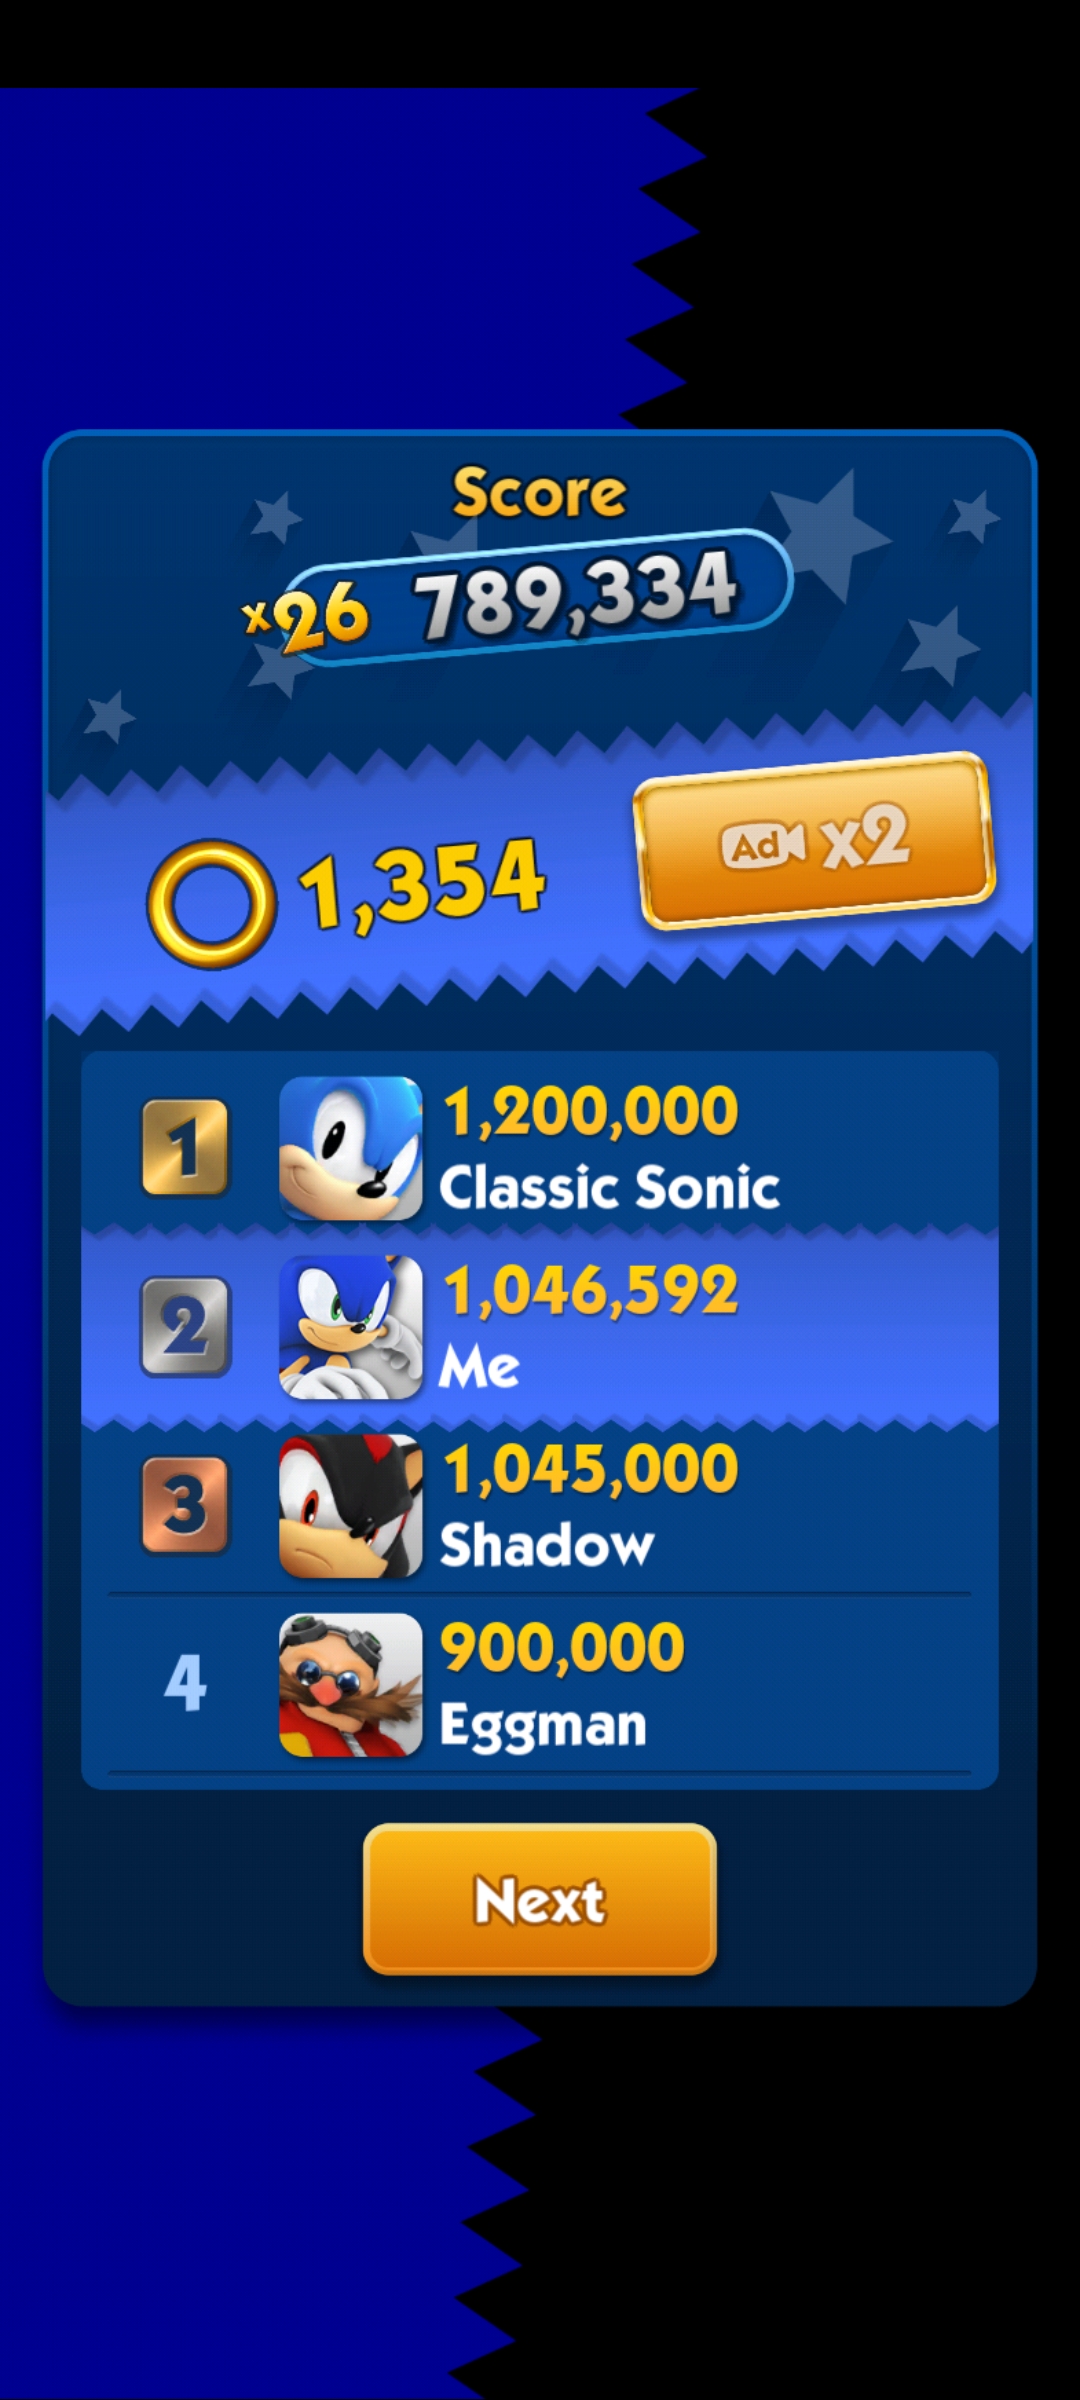 Score
x26 789,334
1,354
Ad x2
1 1,200,000
Classic Sonic
2 1,046,592
Me
3 1,045,000
Shadow
4 900,000
Eggman
Next